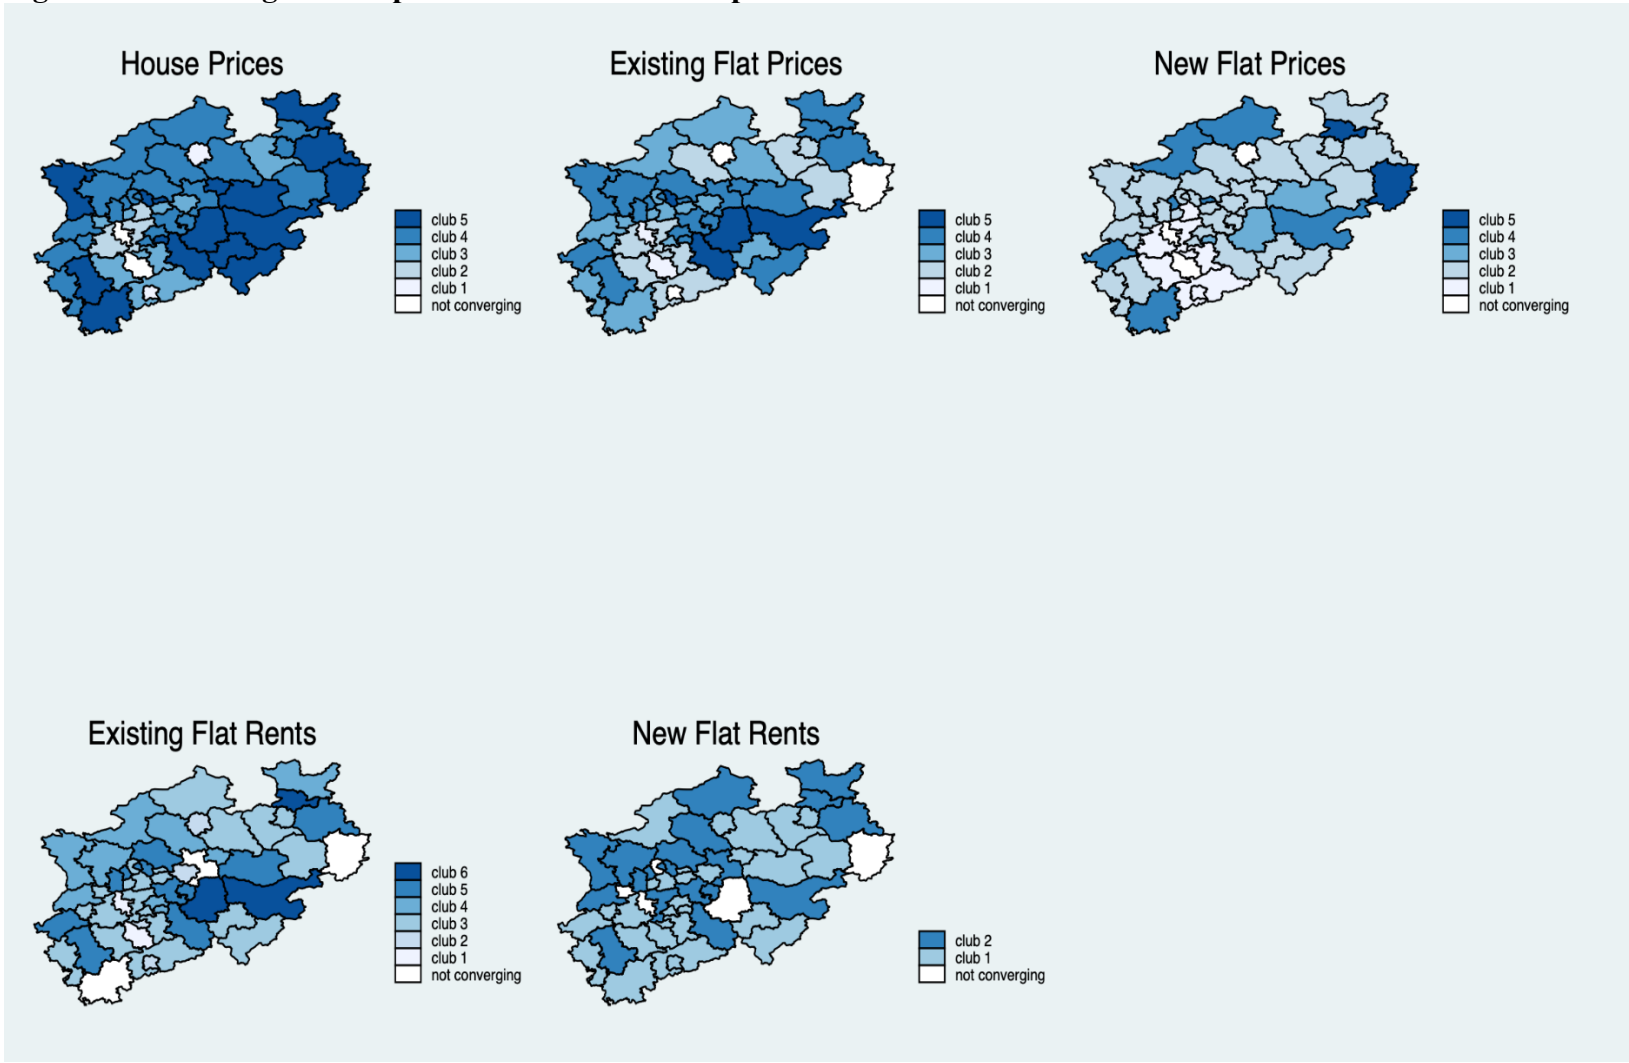 House Prices
club 5
club 4
club 3
club 2
club 1
not converging
Existing Flat Prices
club 5
club 4
club 3
club 2
club 1
not converging
New Flat Prices
club 5
club 4
club 3
club 2
club 1
not converging
Existing Flat Rents
club 6
club 5
club 4
club 3
club 2
club 1
not converging
New Flat Rents
club 2
club 1
not converging